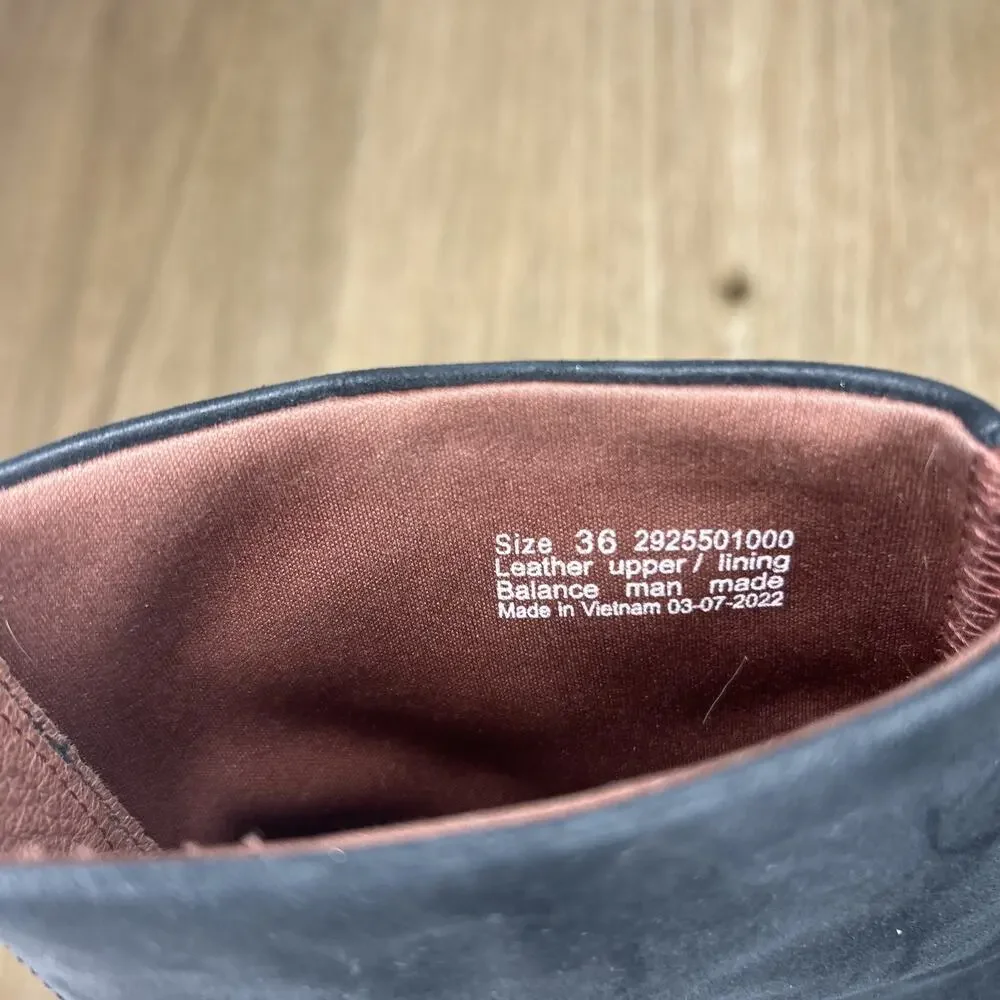 Size 36 2925501000
Leather upper / lining
Balance man made
Made in Vietnam 03-07-2022